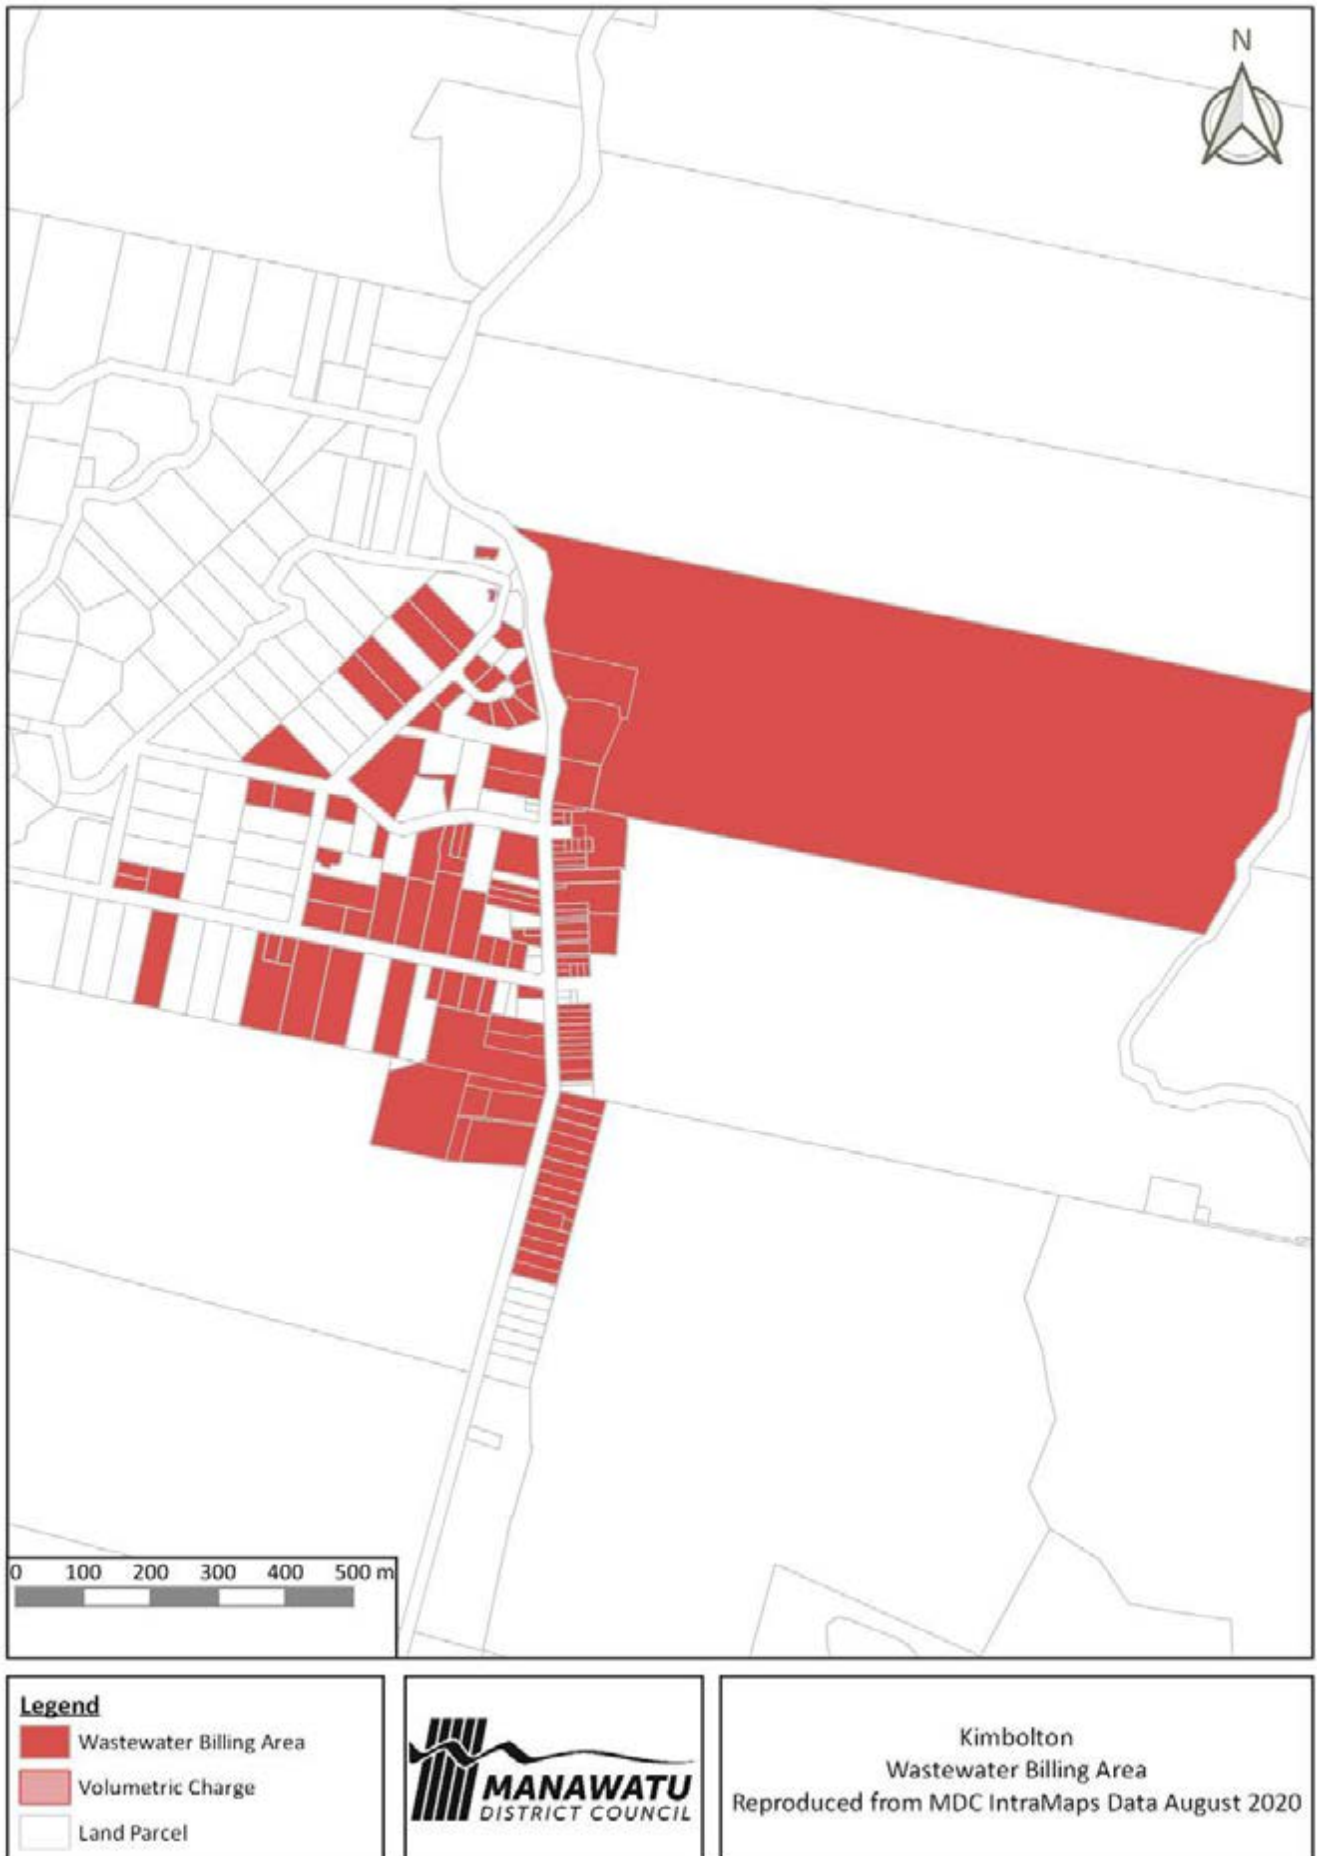 N
0 100 200 300 400 500 m
Legend
Wastewater Billing Area
Volumetric Charge
Land Parcel
MANAWATU
DISTRICT COUNCIL
Kimbolton
Wastewater Billing Area
Reproduced from MDC IntraMaps Data August 2020